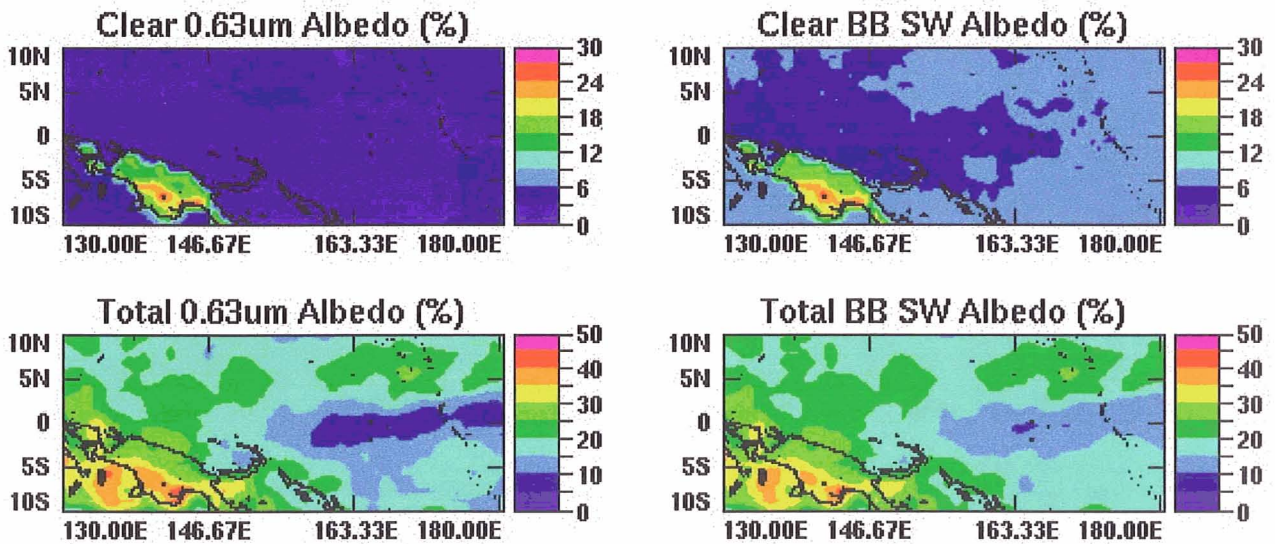 Clear 0.63um Albedo (%)
10N
5N
0
5S
10S
130.00E 146.67E 163.33E 180.00E
30
24
18
12
6
0
Clear BB SW Albedo (%)
10N
5N
0
5S
10S
130.00E 146.67E 163.33E 180.00E
30
24
18
12
6
0
Total 0.63um Albedo (%)
10N
5N
0
5S
10S
130.00E 146.67E 163.33E 180.00E
50
40
30
20
10
0
Total BB SW Albedo (%)
10N
5N
0
5S
10S
130.00E 146.67E 163.33E 180.00E
50
40
30
20
10
0